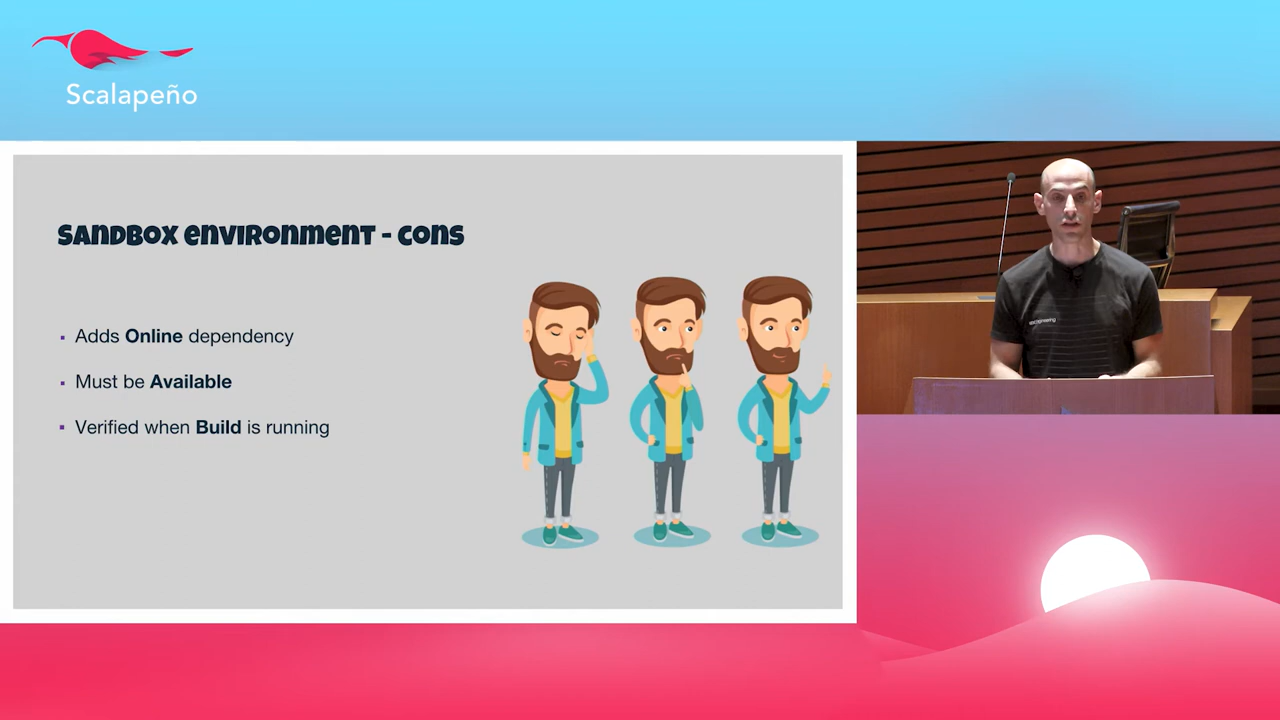 Scalapeño
Sandbox environment - cons
▪ Adds Online dependency
▪ Must be Available
▪ Verified when Build is running